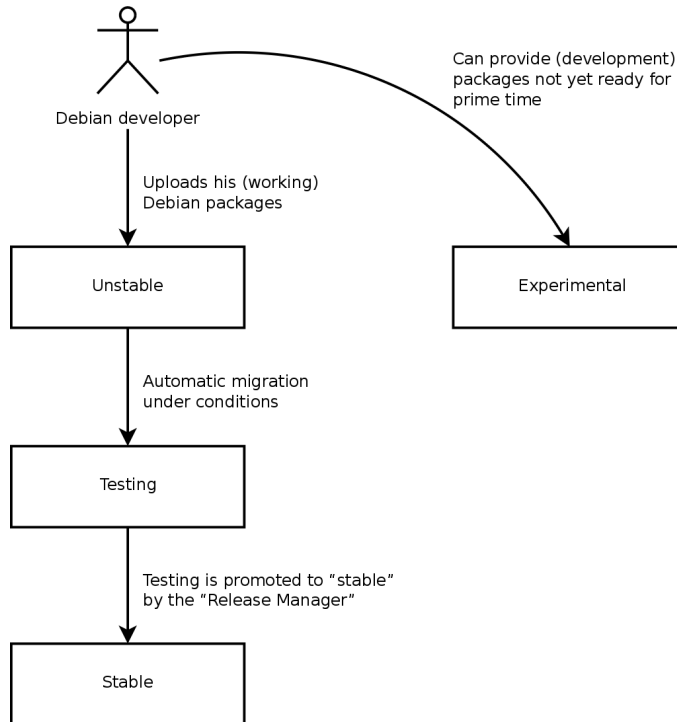 Can provide (development)
packages not yet ready for
prime time
Debian developer
Uploads his (working)
Debian packages
Unstable
Experimental
Automatic migration
under conditions
Testing
Testing is promoted to “stable”
by the “Release Manager”
Stable